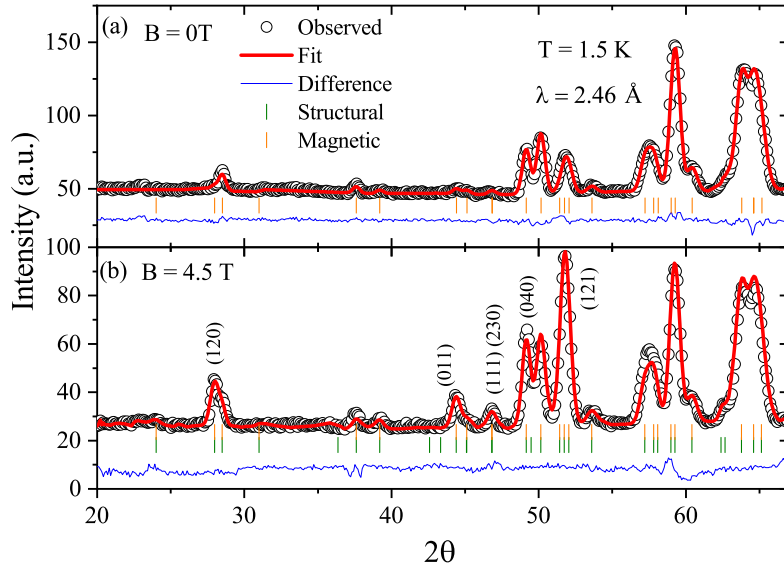 (a)
B = 0T
Observed
Fit
Difference
Structural
Magnetic
T = 1.5 K
λ = 2.46 Å
150
100
50
Intensity (a.u.)
(b)
B = 4.5 T
(120)
(011)
(111) (230)
(040)
(121)
100
80
60
40
20
0
20
30
40
50
60
2θ